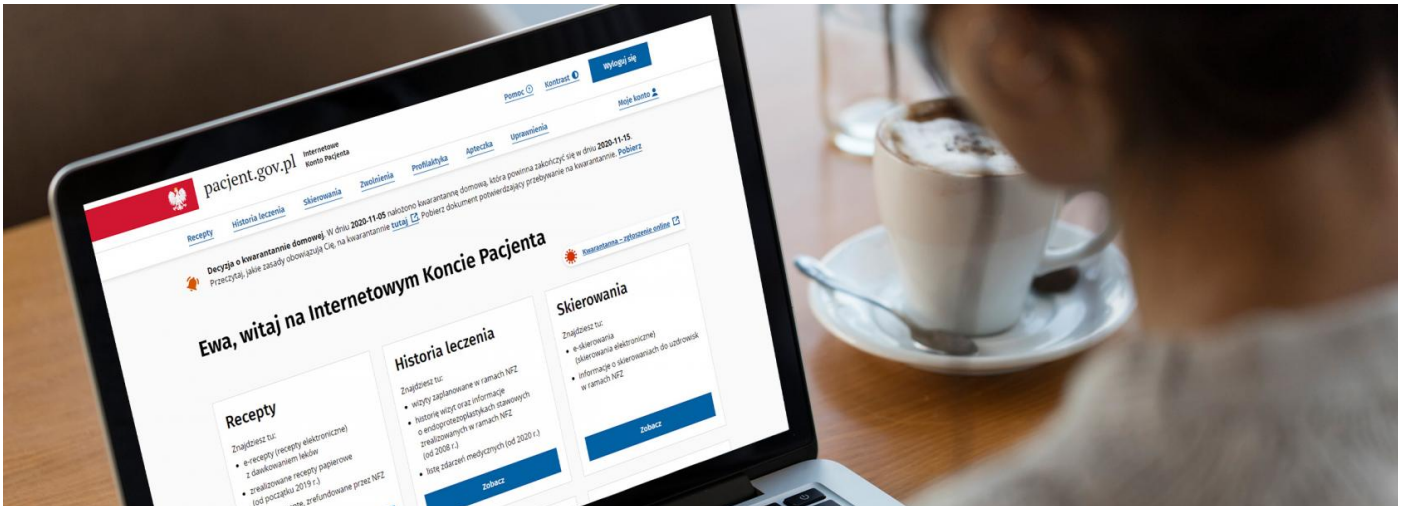 Pomoc
Kontrast
Wyloguj się
pacjent.gov.pl
Internetowe
Konto Pacjenta
Moje konto
Recepty
Historia leczenia
Skierowania
Zwolnienia
Profilaktyka
Apteczka
Uprawnienia
Decyzja o kwarantannie domowej. W dniu 2020-11-05 nałożono kwarantannę domową, która powinna zakończyć się w dniu 2020-11-15.
Przeczytaj, jakie zasady obowiązują Cię, na kwarantannie tutaj Pobierz dokument potwierdzający przebywanie na kwarantannie. Pobierz
Kwarantanna – zgłoszenie online
Ewa, witaj na Internetowym Koncie Pacjenta
Recepty
Znajdziesz tu:
• e-recepty (recepty elektroniczne)
z dawkowaniem leków
• zrealizowane recepty papierowe
(od początku 2019 r.)
zrefundowane przez NFZ
Historia leczenia
Znajdziesz tu:
• wizyty zaplanowane w ramach NFZ
• historię wizyt oraz informacje
o endoprotezoplastykach stawowych
zrealizowanych w ramach NFZ
(od 2008 r.)
• listę zdarzeń medycznych (od 2020 r.)
Zobacz
Skierowania
Znajdziesz tu:
• e-skierowania
(skierowania elektroniczne)
• informacje o skierowaniach do uzdrowisk
w ramach NFZ
Zobacz